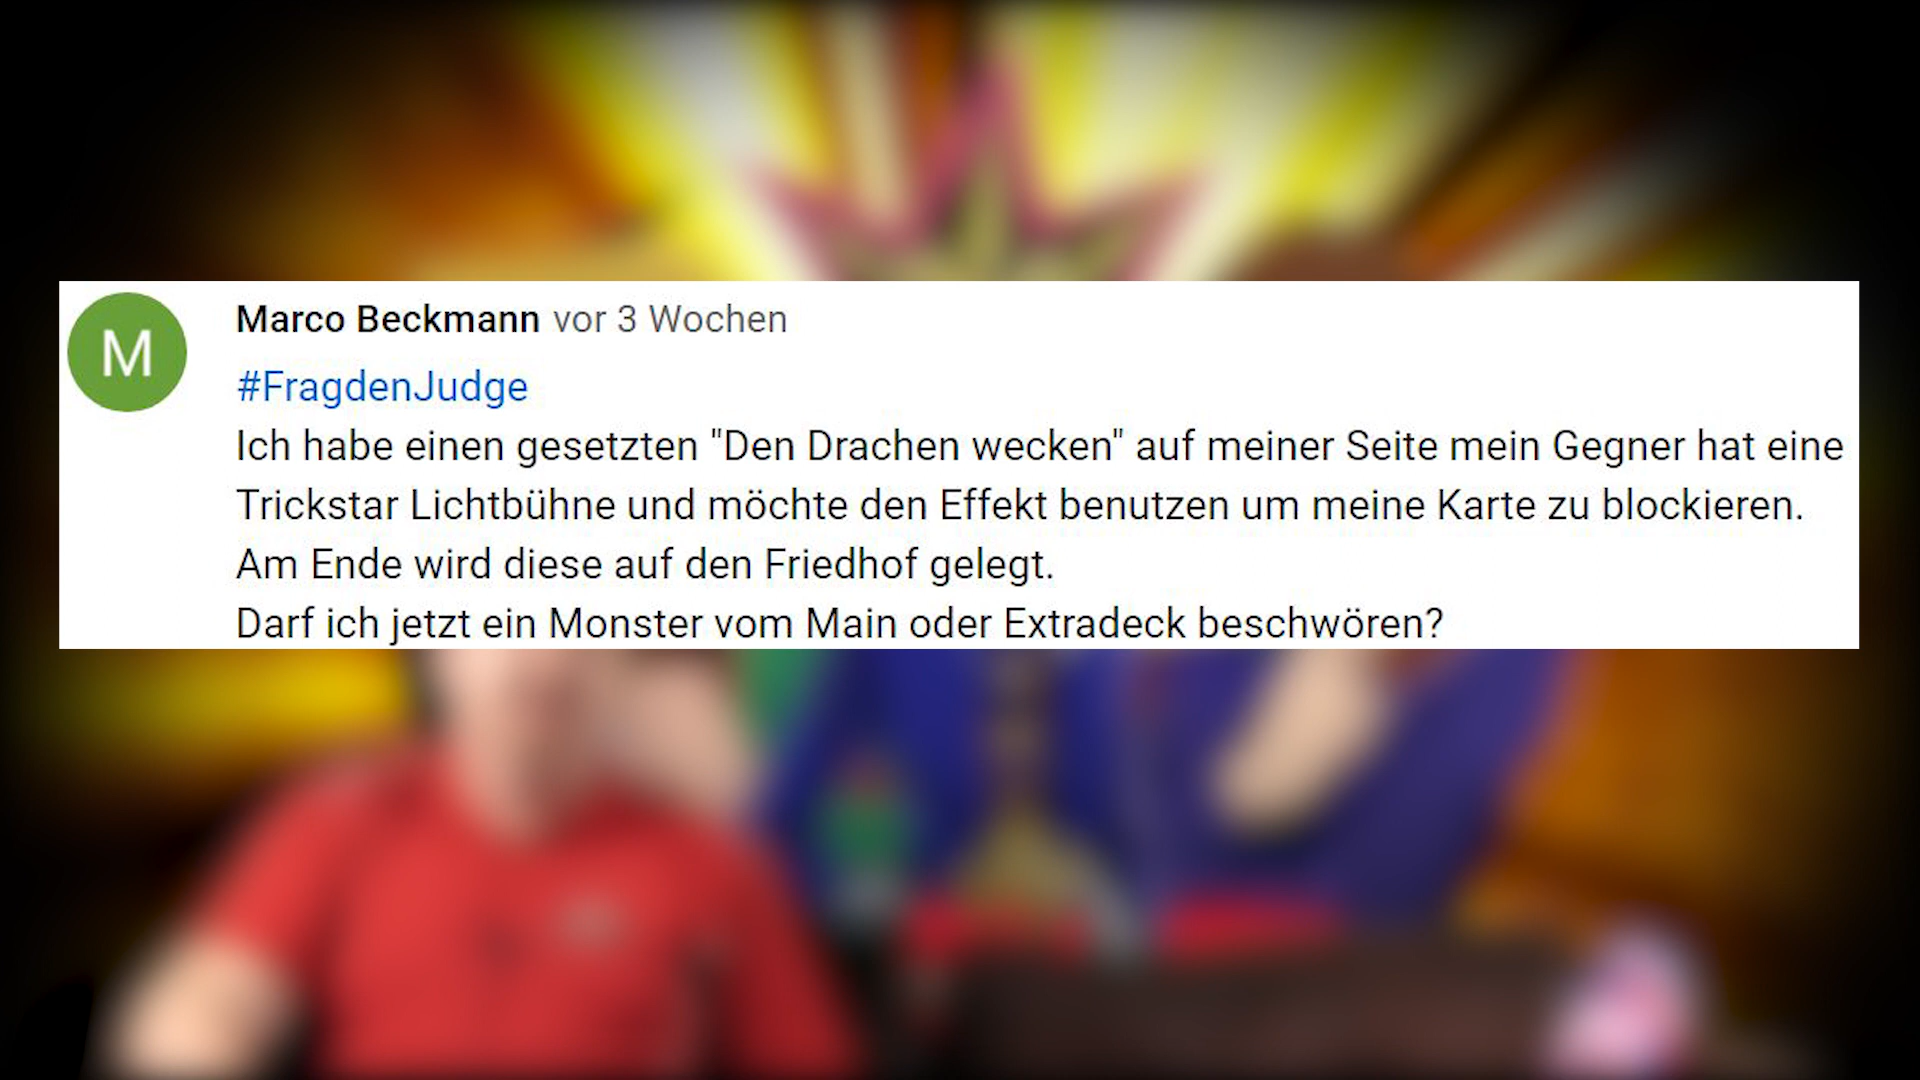 M
Marco Beckmann vor 3 Wochen
#FragdenJudge
Ich habe einen gesetzten "Den Drachen wecken" auf meiner Seite mein Gegner hat eine
Trickstar Lichtbühne und möchte den Effekt benutzen um meine Karte zu blockieren.
Am Ende wird diese auf den Friedhof gelegt.
Darf ich jetzt ein Monster vom Main oder Extradeck beschwören?